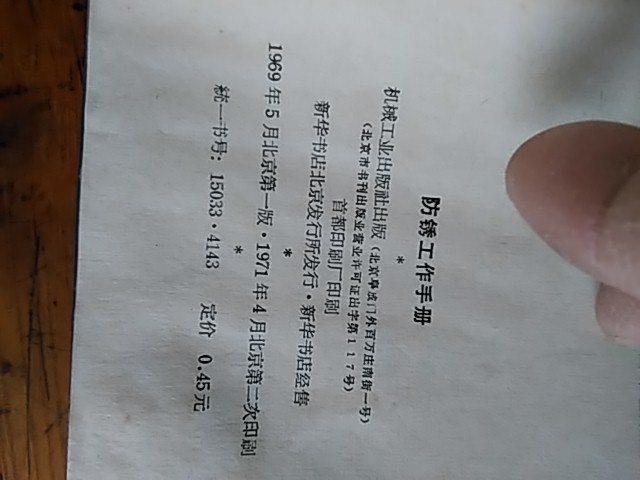 防锈工作手册
*
机械工业出版社出版(北京阜成门外百万庄南街一号)
(北京市书刊出版业营业许可证出字第117号)
首都印刷厂印刷
新华书店北京发行所发行·新华书店经售
*
1969年5月北京第一版·1971年4月北京第二次印刷
*
統一书号:15033·4143 定价 0.45元